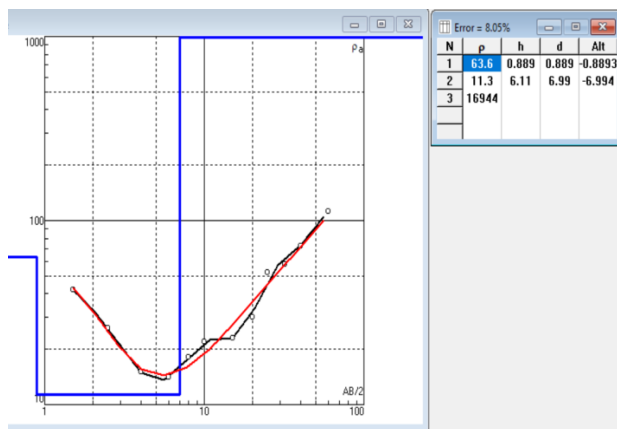 1000
ρa
100
10
AB/2
1
10
100
Error = 8.05%
N ρ h d Alt
1 63.6 0.889 0.889 -0.8893
2 11.3 6.11 6.99 -6.994
3 16944